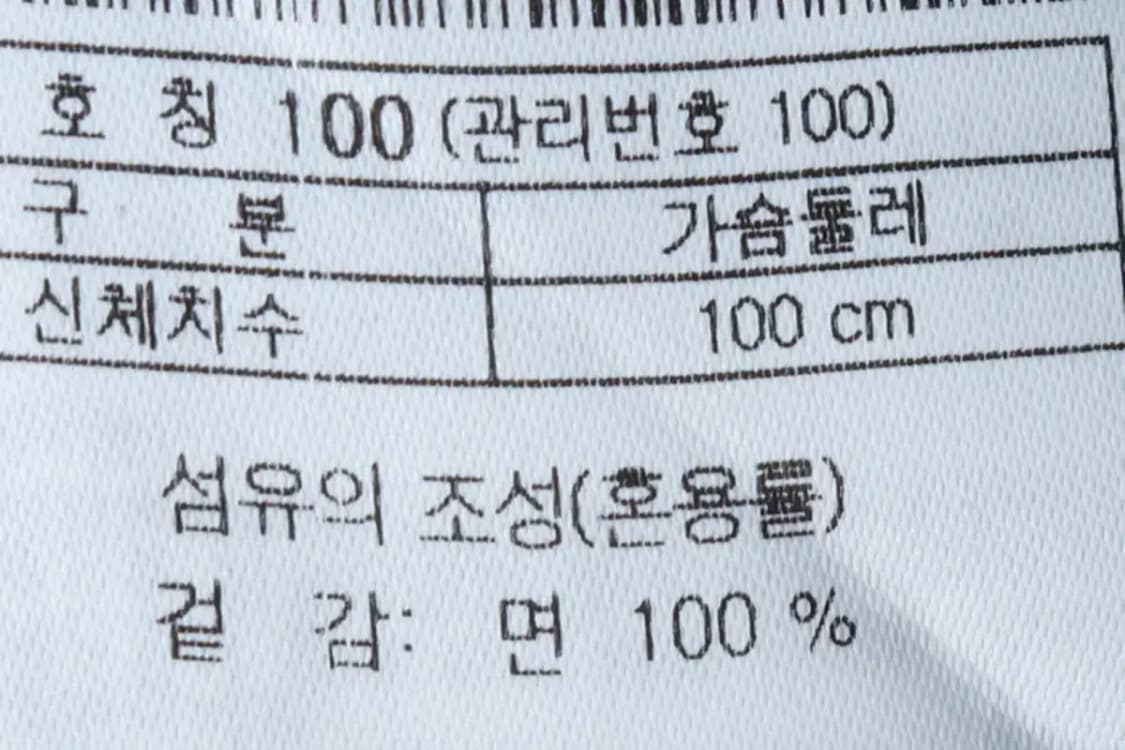 호 칭 100 (관리번호 100)
구 분 가슴둘레
신체치수 100 cm
섬유의 조성(혼용률)
겉 감: 면 100 %